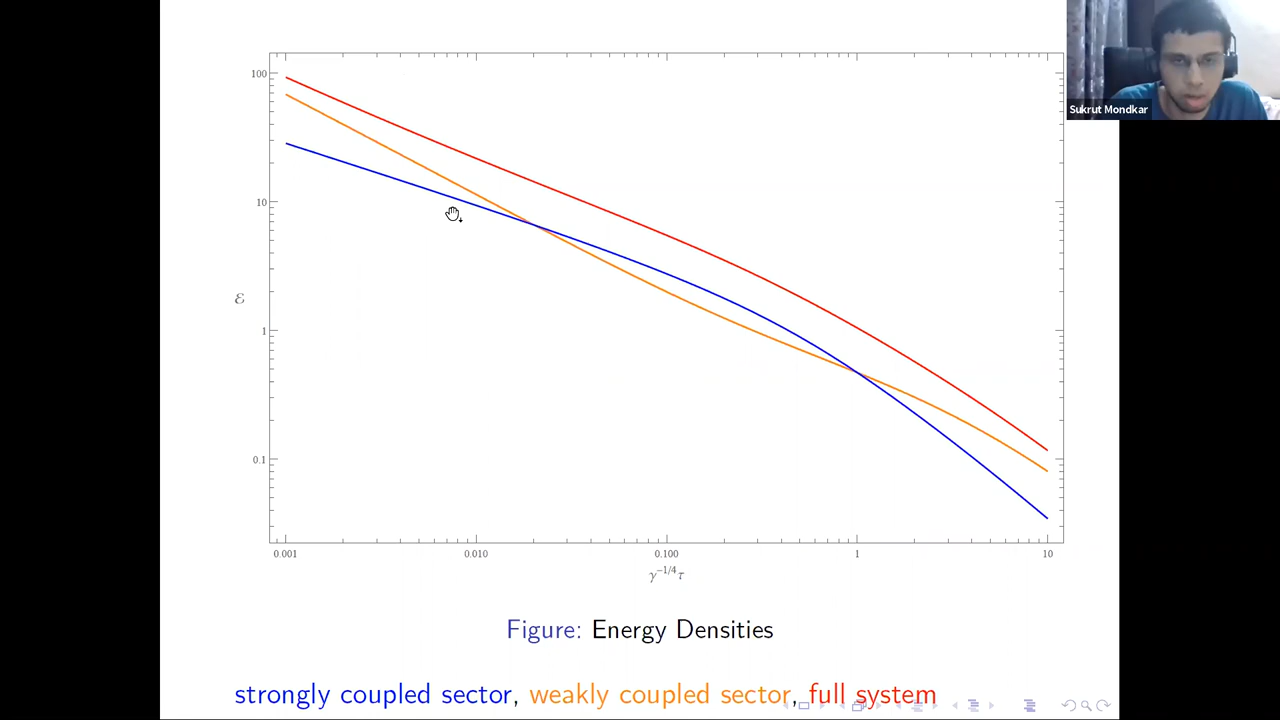 Sukrut Mondkar
100
10
ℰ
1
0.1
0.001 0.010 0.100 1 10
γ^{-1/4}τ
Figure: Energy Densities
strongly coupled sector, weakly coupled sector, full system